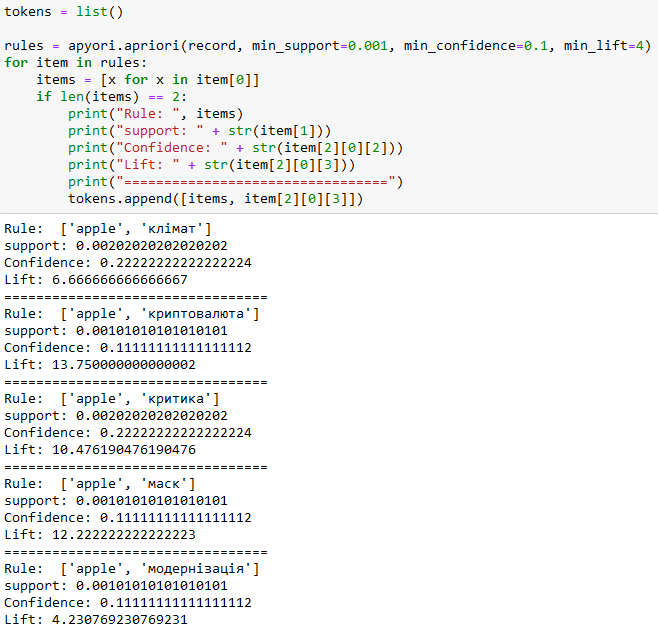 tokens = list()
rules = apyori.apriori(record, min_support=0.001, min_confidence=0.1, min_lift=4)
for item in rules:
    items = [x for x in item[0]]
    if len(items) == 2:
        print("Rule: ", items)
        print("support: " + str(item[1]))
        print("Confidence: " + str(item[2][0][2]))
        print("Lift: " + str(item[2][0][3]))
        print("=================================")
        tokens.append([items, item[2][0][3]])
Rule:  ['apple', 'клімат']
support: 0.00202020202020202
Confidence: 0.22222222222222224
Lift: 6.666666666666667
=================================
Rule:  ['apple', 'криптовалюта']
support: 0.00101010101010101
Confidence: 0.11111111111111112
Lift: 13.750000000000002
=================================
Rule:  ['apple', 'критика']
support: 0.00202020202020202
Confidence: 0.22222222222222224
Lift: 10.476190476190476
=================================
Rule:  ['apple', 'маск']
support: 0.00101010101010101
Confidence: 0.11111111111111112
Lift: 12.222222222222223
=================================
Rule:  ['apple', 'модернізація']
support: 0.00101010101010101
Confidence: 0.11111111111111112
Lift: 4.230769230769231